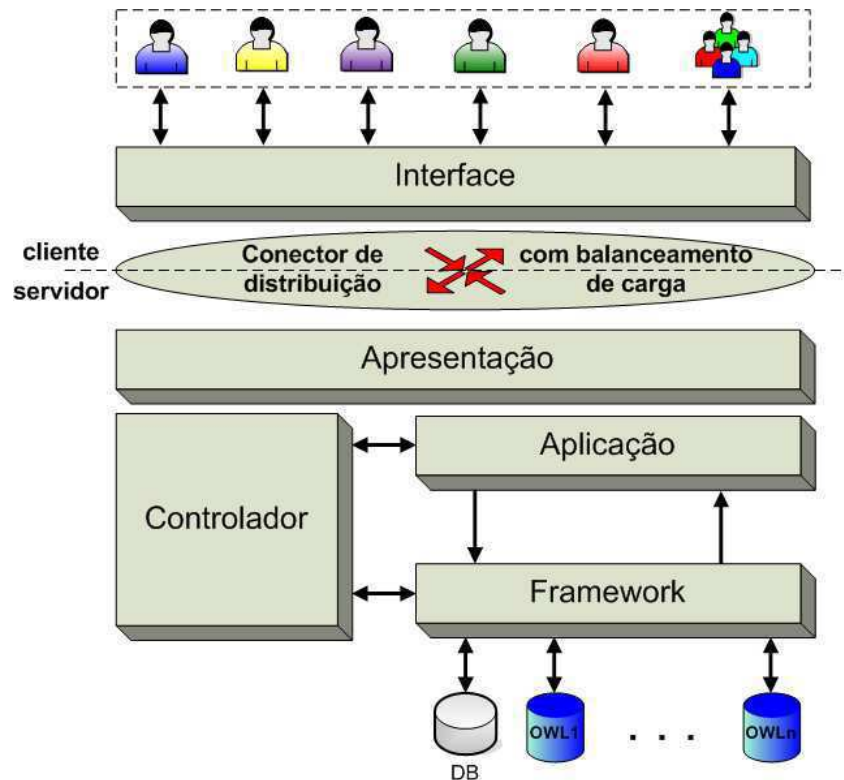 Interface
cliente
servidor
Conector de
distribuição
com balanceamento
de carga
Apresentação
Controlador
Aplicação
Framework
DB
OWL1
. . .
OWLn